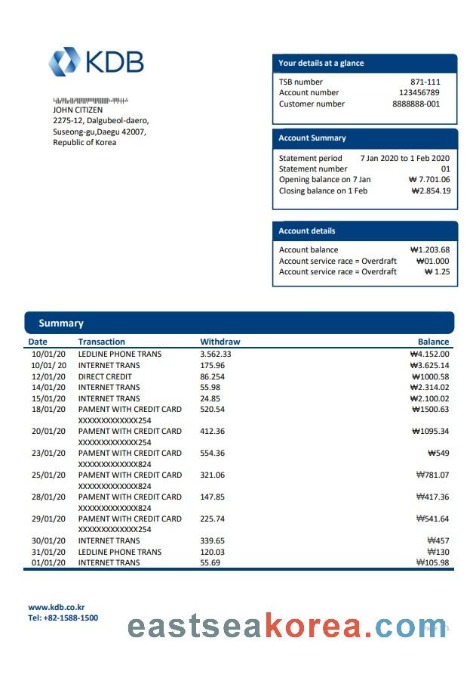 KDB
JOHN CITIZEN
2275-12, Dalgubeol-daero,
Suseong-gu,Daegu 42007,
Republic of Korea
Your details at a glance
TSB number 871-111
Account number 123456789
Customer number 8888888-001
Account Summary
Statement period 7 Jan 2020 to 1 Feb 2020
Statement number 01
Opening balance on 7 Jan ₩ 7.701.06
Closing balance on 1 Feb ₩2.854.19
Account details
Account balance ₩1.203.68
Account service race = Overdraft ₩01.000
Account service race = Overdraft ₩ 1.25
Summary
Date Transaction Withdraw Balance
10/01/20 LEDLINE PHONE TRANS 3.562.33 ₩4.152.00
10/01/ 20 INTERNET TRANS 175.96 ₩3.625.14
12/01/20 DIRECT CREDIT 86.254 ₩1000.58
14/01/20 INTERNET TRANS 55.98 ₩2.314.02
15/01/20 INTERNET TRANS 24.85 ₩2.100.02
18/01/20 PAMENT WITH CREDIT CARD 520.54 ₩1500.63
XXXXXXXXXXXXX254
20/01/20 PAMENT WITH CREDIT CARD 412.36 ₩1095.34
XXXXXXXXXXXXX254
23/01/20 PAMENT WITH CREDIT CARD 554.36 ₩549
XXXXXXXXXXXXX824
25/01/20 PAMENT WITH CREDIT CARD 321.06 ₩781.07
XXXXXXXXXXXXX824
28/01/20 PAMENT WITH CREDIT CARD 147.85 ₩417.36
XXXXXXXXXXXXX824
29/01/20 PAMENT WITH CREDIT CARD 225.74 ₩541.64
XXXXXXXXXXXXX254
30/01/20 INTERNET TRANS 339.65 ₩457
31/01/20 LEDLINE PHONE TRANS 120.03 ₩130
01/01/20 INTERNET TRANS 55.69 ₩105.98
www.kdb.co.kr
Tel: +82-1588-1500
eastseakorea.com